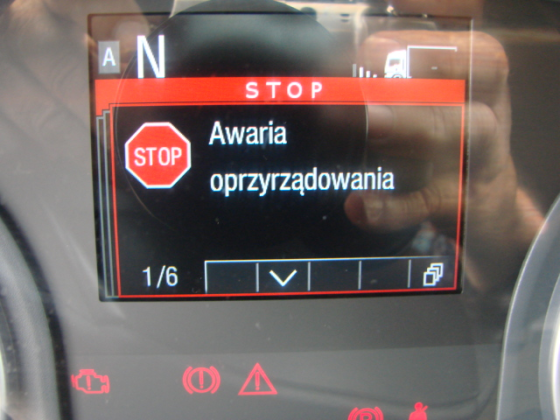 A N
STOP
STOP
Awaria
oprzyrządowania
1/6